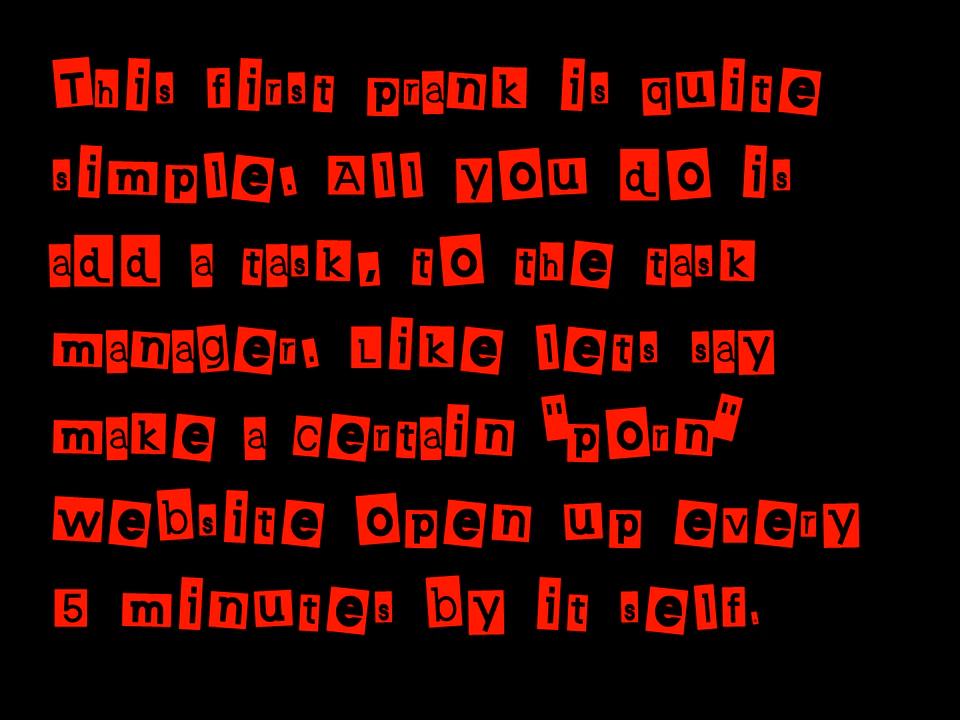 This first prank is quite
simple. All you do is
add a task, to the task
manager. Like lets say
make a certain "porn"
website open up every
5 minutes by it self.